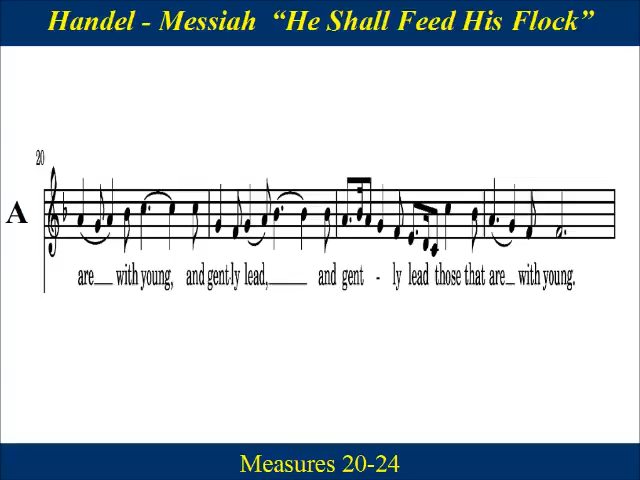 Handel - Messiah “He Shall Feed His Flock”
20
A
are__ with young, and gent-ly lead,______ and gent - ly lead those that are__ with young.
Measures 20-24